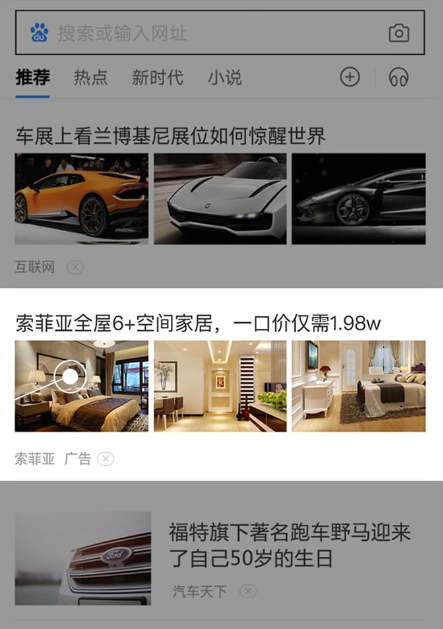 du 搜索或输入网址
推荐 热点 新时代 小说
车展上看兰博基尼展位如何惊醒世界
互联网
索菲亚全屋6+空间家居，一口价仅需1.98w
索菲亚 广告
Ford
福特旗下著名跑车野马迎来
了自己50岁的生日
汽车天下